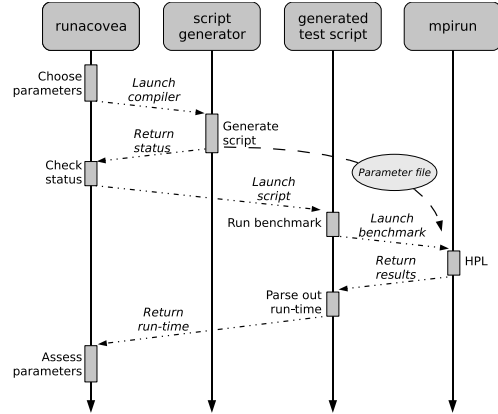 runacovea
script
generator
generated
test script
mpirun
Choose
parameters
Launch
compiler
Generate
script
Return
status
Check
status
Parameter file
Launch
script
Run benchmark
Launch
benchmark
HPL
Return
results
Parse out
run-time
Return
run-time
Assess
parameters